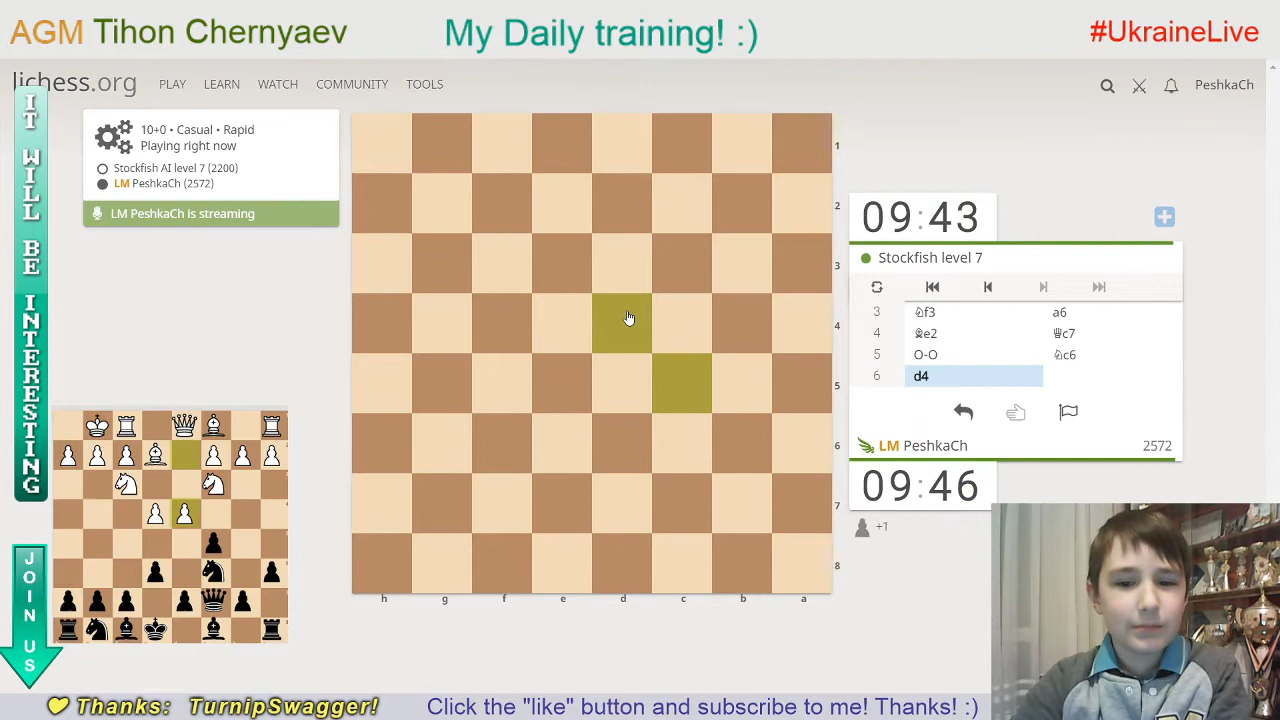 AGM Tihon Chernyaev
My Daily training! :)
#UkraineLive
lichess.org
PLAY LEARN WATCH COMMUNITY TOOLS
PeshkaCh
IT WILL BE INTERESTING
JOIN US
10+0 • Casual • Rapid
Playing right now
Stockfish AI level 7 (2200)
LM PeshkaCh (2572)
LM PeshkaCh is streaming
1
2
3
4
5
6
7
8
h g f e d c b a
09:43
Stockfish level 7
3 ♘f3 a6
4 ♗e2 ♕c7
5 O-O ♘c6
6 d4
LM PeshkaCh 2572
09:46
+1
Thanks: TurnipSwagger!
Click the "like" button and subscribe to me! Thanks! :)